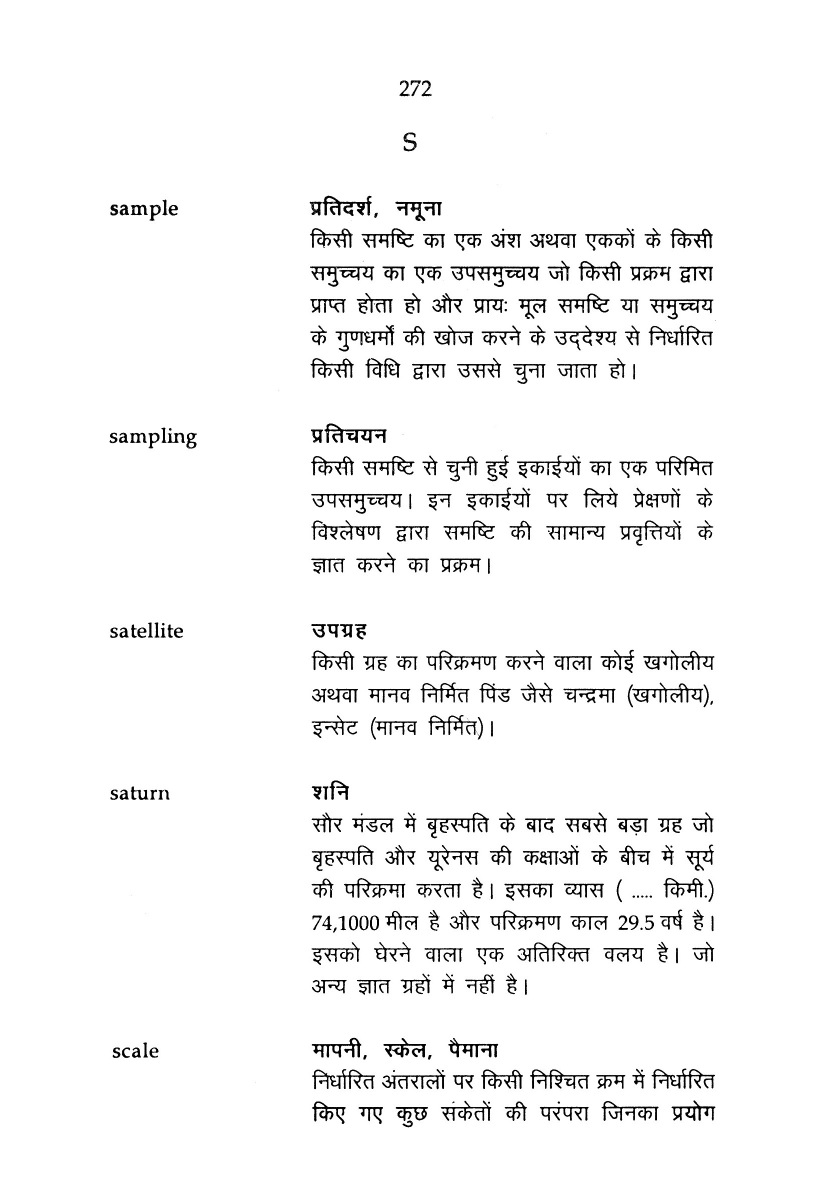 272
S
sample प्रतिदर्श, नमूना
किसी समष्टि का एक अंश अथवा एककों के किसी
समुच्चय का एक उपसमुच्चय जो किसी प्रक्रम द्वारा
प्राप्त होता हो और प्रायः मूल समष्टि या समुच्चय
के गुणधर्मों की खोज करने के उद्देश्य से निर्धारित
किसी विधि द्वारा उससे चुना जाता हो।
sampling प्रतिचयन
किसी समष्टि से चुनी हुई इकाईयों का एक परिमित
उपसमुच्चय। इन इकाईयों पर लिये प्रेक्षणों के
विश्लेषण द्वारा समष्टि की सामान्य प्रवृत्तियों के
ज्ञात करने का प्रक्रम।
satellite उपग्रह
किसी ग्रह का परिक्रमण करने वाला कोई खगोलीय
अथवा मानव निर्मित पिंड जैसे चन्द्रमा (खगोलीय),
इन्सेट (मानव निर्मित)।
saturn शनि
सौर मंडल में बृहस्पति के बाद सबसे बड़ा ग्रह जो
बृहस्पति और यूरेनस की कक्षाओं के बीच में सूर्य
की परिक्रमा करता है। इसका व्यास ( ..... किमी.)
74,1000 मील है और परिक्रमण काल 29.5 वर्ष है।
इसको घेरने वाला एक अतिरिक्त वलय है। जो
अन्य ज्ञात ग्रहों में नहीं है।
scale मापनी, स्केल, पैमाना
निर्धारित अंतरालों पर किसी निश्चित क्रम में निर्धारित
किए गए कुछ संकेतों की परंपरा जिनका प्रयोग